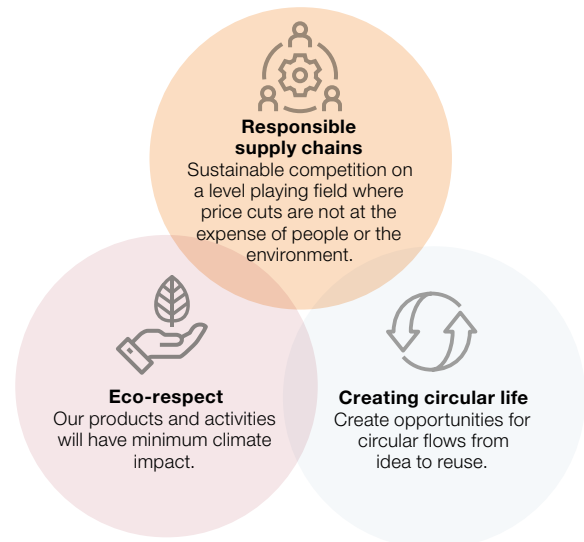 Responsible
supply chains
Sustainable competition on
a level playing field where
price cuts are not at the
expense of people or the
environment.
Eco-respect
Our products and activities
will have minimum climate
impact.
Creating circular life
Create opportunities for
circular flows from
idea to reuse.